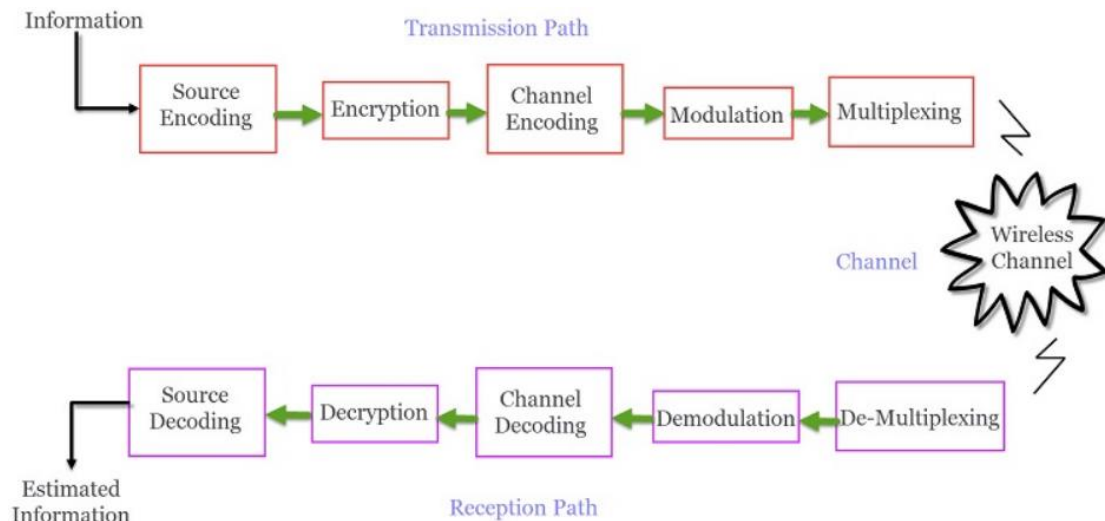 Information
Transmission Path
Source
Encoding
Encryption
Channel
Encoding
Modulation
Multiplexing
Wireless
Channel
Channel
Source
Decoding
Decryption
Channel
Decoding
Demodulation
De-Multiplexing
Estimated
Information
Reception Path